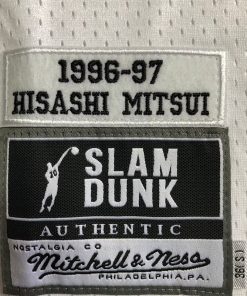 1996-97
HISASHI MITSUI
SLAM
DUNK
AUTHENTIC
NOSTALGIA CO
Mitchell & Ness
PHILADELPHIA, PA.